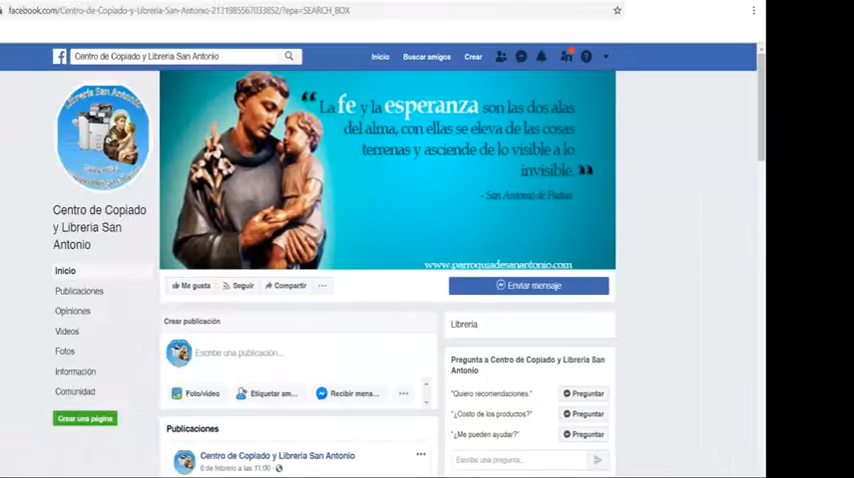 facebook.com/Centro-de-Copiado-y-Libreria-San-Antonio-2131985567033852/?epa=SEARCH_BOX
Centro de Copiado y Libreria San Antonio
Inicio
Buscar amigos
Crear
Libreria San Antonio
“La fe y la esperanza son las dos alas
del alma, con ellas se eleva de las cosas
terrenas y asciende de lo visible a lo
invisible.”
- San Antonio de Padua
www.parroquiadesanantonio.com
Centro de Copiado
y Libreria San
Antonio
Inicio
Publicaciones
Opiniones
Videos
Fotos
Información
Comunidad
Crear una página
Me gusta
Seguir
Compartir
...
Enviar mensaje
Crear publicación
Escribe una publicación...
Foto/video
Etiquetar am...
Recibir mena...
...
Publicaciones
Centro de Copiado y Libreria San Antonio
...
8 de febrero a las 11:00 ·
Librería
Pregunta a Centro de Copiado y Libreria San
Antonio
"Quiero recomendaciones "
Preguntar
"¿Costo de los productos?"
Preguntar
"¿Me pueden ayudar?"
Preguntar
Escribe una pregunta...